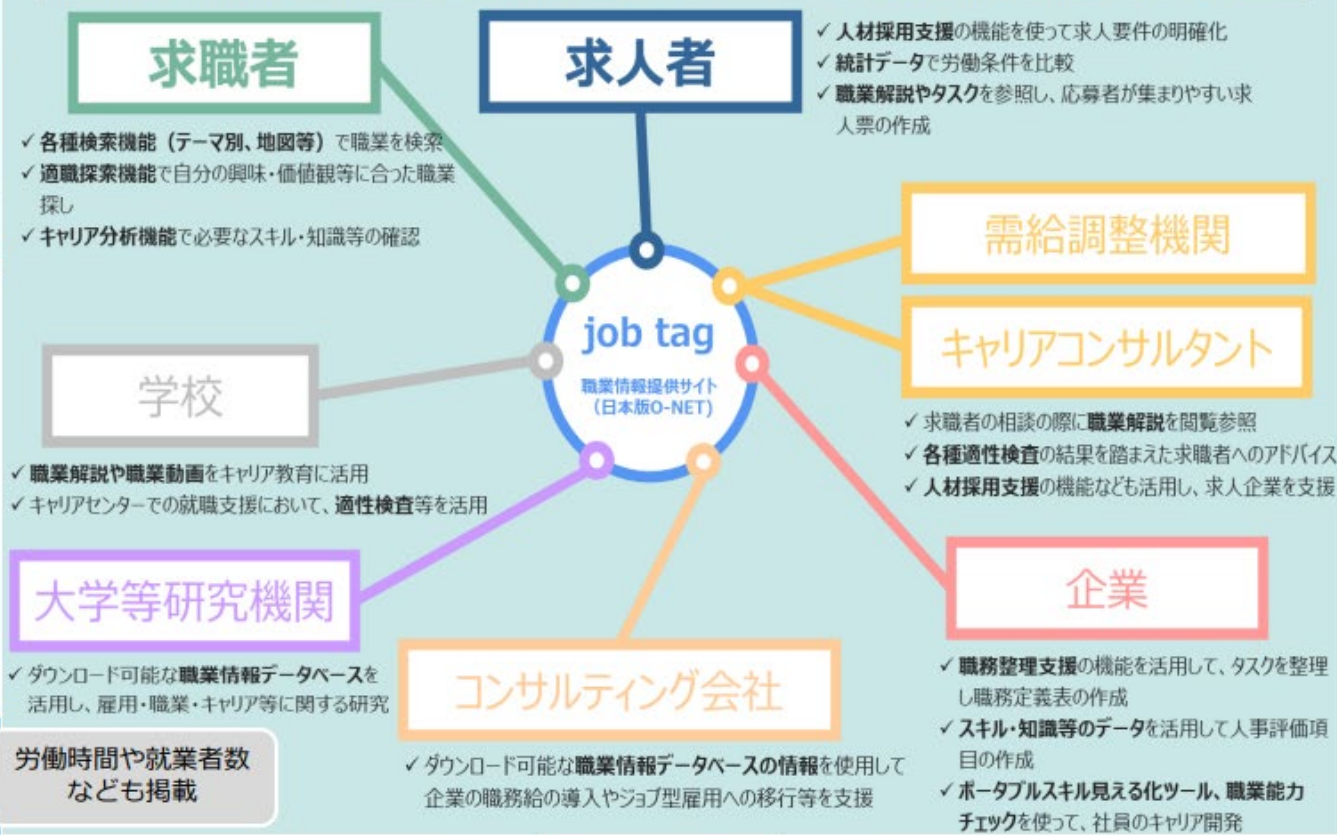 求職者
✓各種検索機能（テーマ別、地図等）で職業を検索
✓適職探索機能で自分の興味・価値観等に合った職業
探し
✓キャリア分析機能で必要なスキル・知識等の確認
求人者
✓人材採用支援の機能を使って求人要件の明確化
✓統計データで労働条件を比較
✓職業解説やタスクを参照し、応募者が集まりやすい求
人票の作成
需給調整機関
キャリアコンサルタント
✓求職者の相談の際に職業解説を閲覧参照
✓各種適性検査の結果を踏まえた求職者へのアドバイス
✓人材採用支援の機能なども活用し、求人企業を支援
job tag
職業情報提供サイト
（日本版O-NET)
学校
✓職業解説や職業動画をキャリア教育に活用
✓キャリアセンターでの就職支援において、適性検査等を活用
大学等研究機関
✓ダウンロード可能な職業情報データベースを
活用し、雇用・職業・キャリア等に関する研究
労働時間や就業者数
なども掲載
コンサルティング会社
✓ダウンロード可能な職業情報データベースの情報を使用して
企業の職務給の導入やジョブ型雇用への移行等を支援
企業
✓職務整理支援の機能を活用して、タスクを整理
し職務定義表の作成
✓スキル・知識等のデータを活用して人事評価項
目の作成
✓ポータブルスキル見える化ツール、職業能力
チェックを使って、社員のキャリア開発